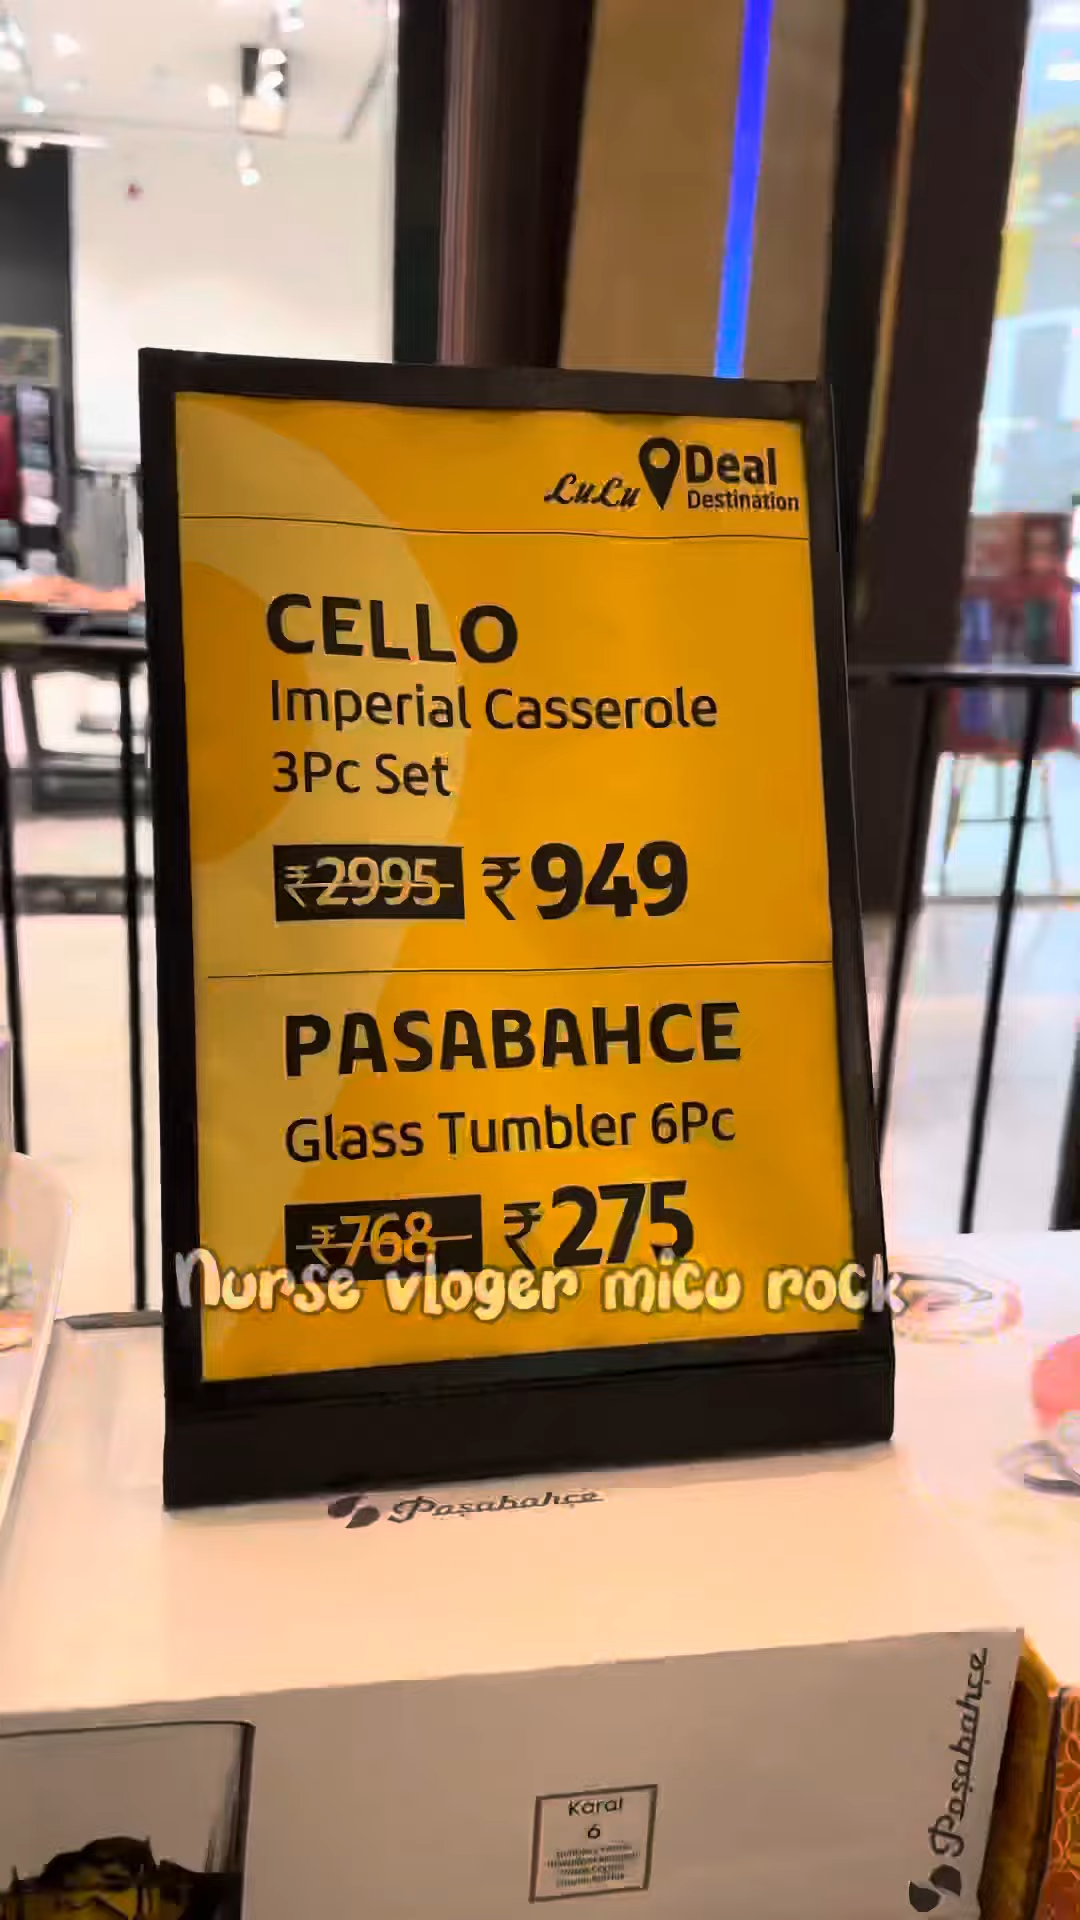 LuLu Deal
Destination
CELLO
Imperial Casserole
3Pc Set
₹2995 ₹949
PASABAHCE
Glass Tumbler 6Pc
₹768 ₹275
Nurse vloger micu rock
Paşabahçe
Paşabahçe
Karat
6